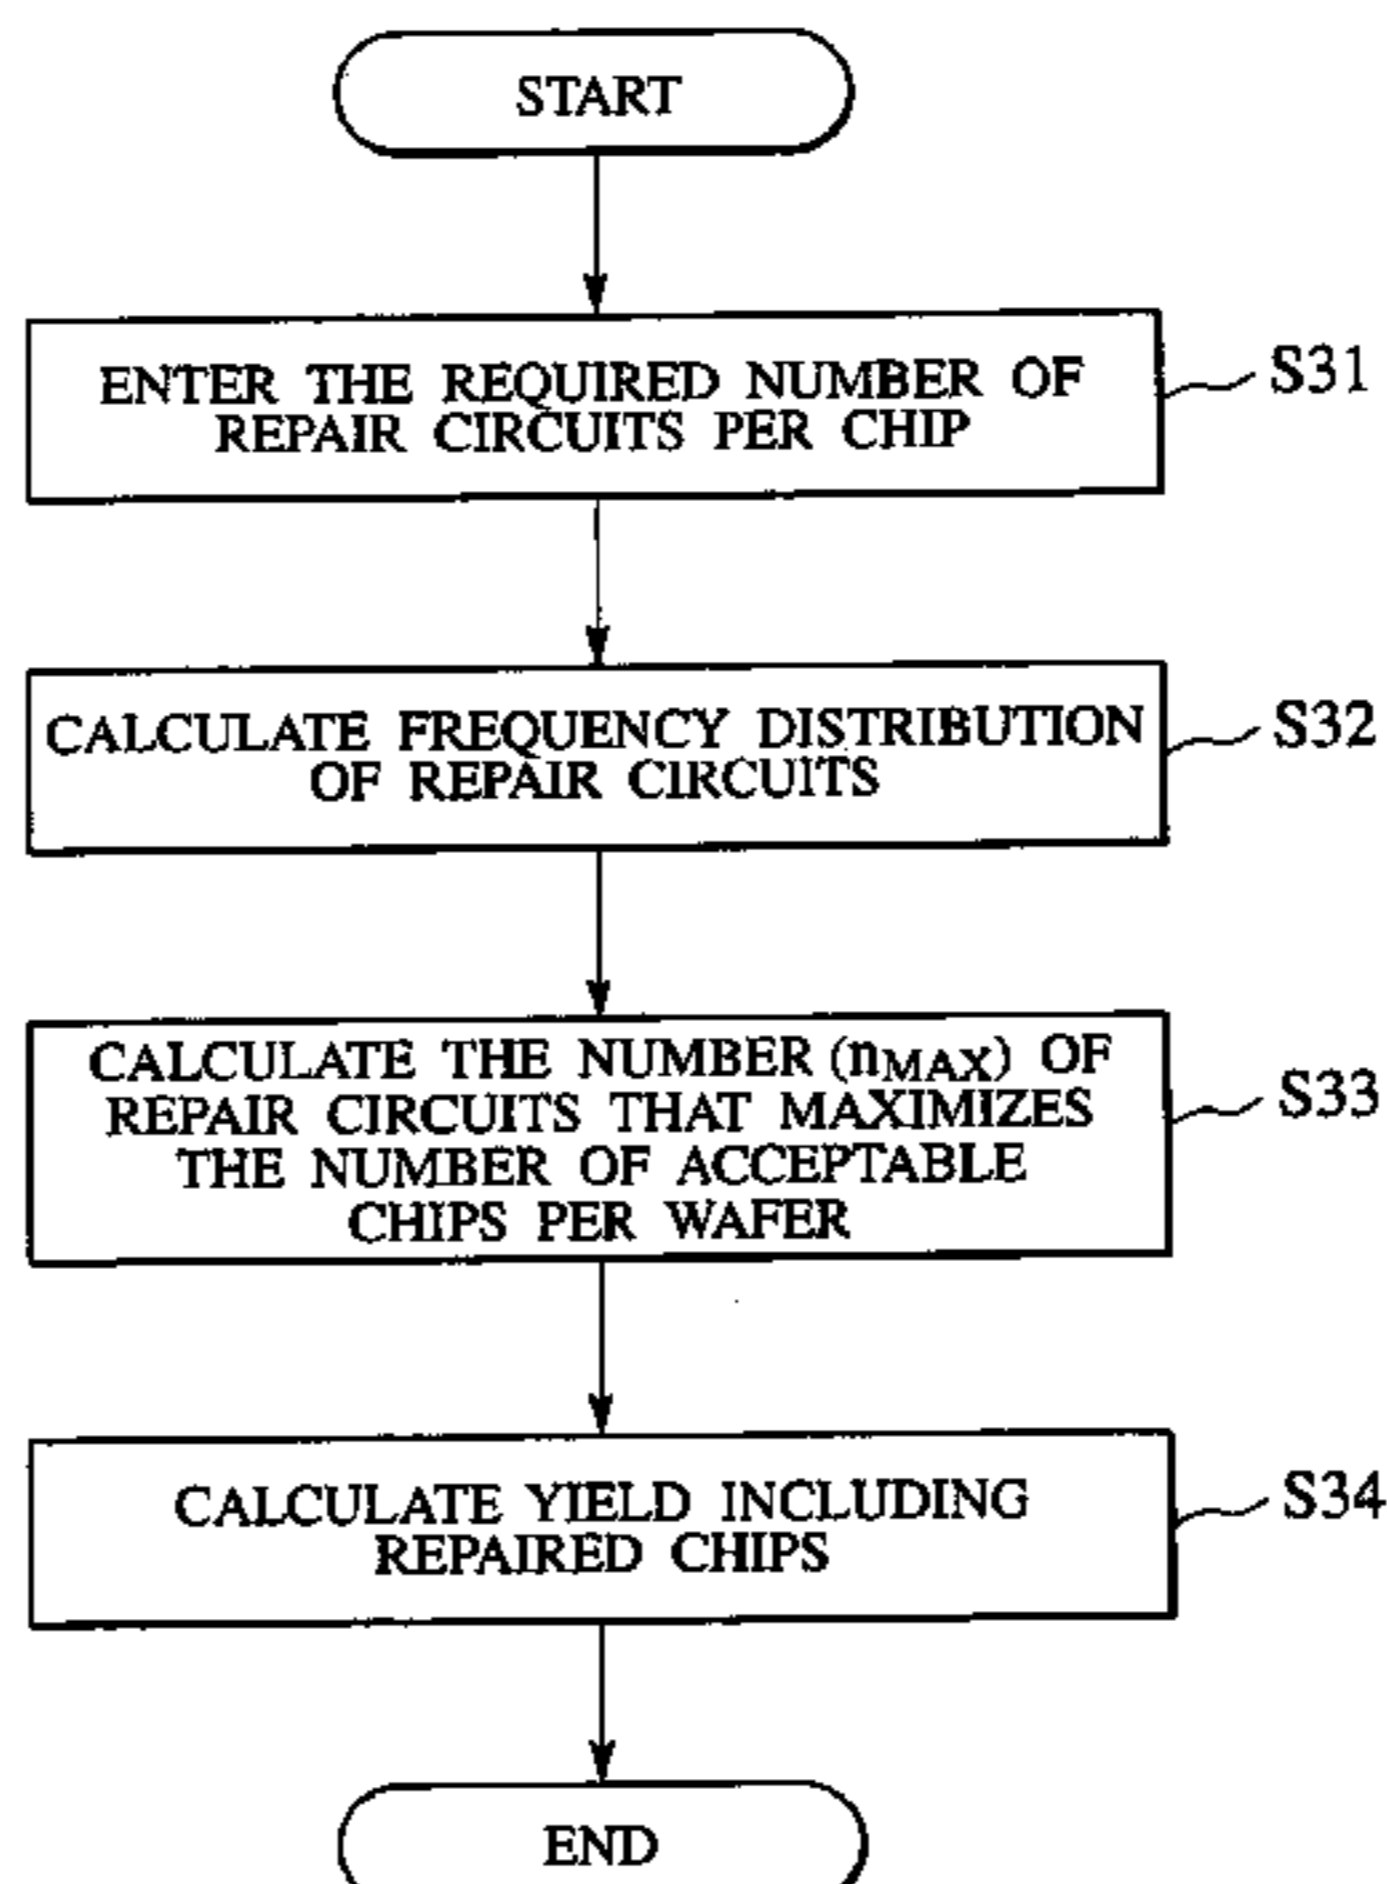 START
ENTER THE REQUIRED NUMBER OF
REPAIR CIRCUITS PER CHIP
S31
CALCULATE FREQUENCY DISTRIBUTION
OF REPAIR CIRCUITS
S32
CALCULATE THE NUMBER (nMAX) OF
REPAIR CIRCUITS THAT MAXIMIZES
THE NUMBER OF ACCEPTABLE
CHIPS PER WAFER
S33
CALCULATE YIELD INCLUDING
REPAIRED CHIPS
S34
END